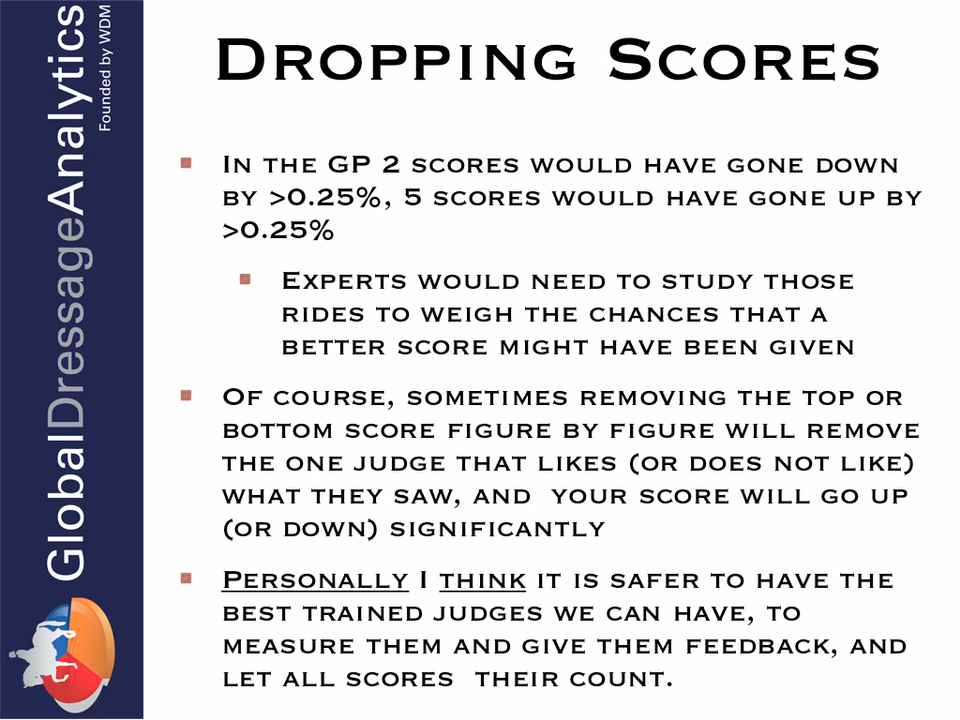 GlobalDressageAnalytics
Founded by WDM
Dropping Scores
In the GP 2 scores would have gone down
by >0.25%, 5 scores would have gone up by
>0.25%
Experts would need to study those
rides to weigh the chances that a
better score might have been given
Of course, sometimes removing the top or
bottom score figure by figure will remove
the one judge that likes (or does not like)
what they saw, and  your score will go up
(or down) significantly
Personally I think it is safer to have the
best trained judges we can have, to
measure them and give them feedback, and
let all scores  their count.